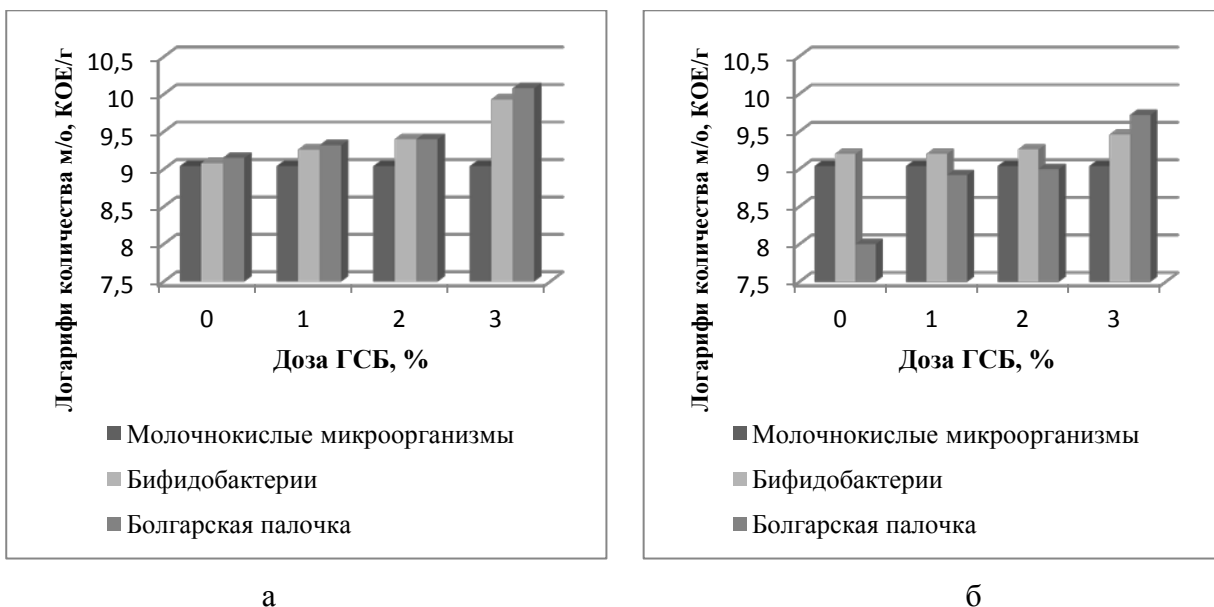 Логарифи количества м/о, КОЕ/г
10,5
10
9,5
9
8,5
8
7,5
0 1 2 3
Доза ГСБ, %
Молочнокислые микроорганизмы
Бифидобактерии
Болгарская палочка
а
Логарифи количества м/о, КОЕ/г
10,5
10
9,5
9
8,5
8
7,5
0 1 2 3
Доза ГСБ, %
Молочнокислые микроорганизмы
Бифидобактерии
Болгарская палочка
б